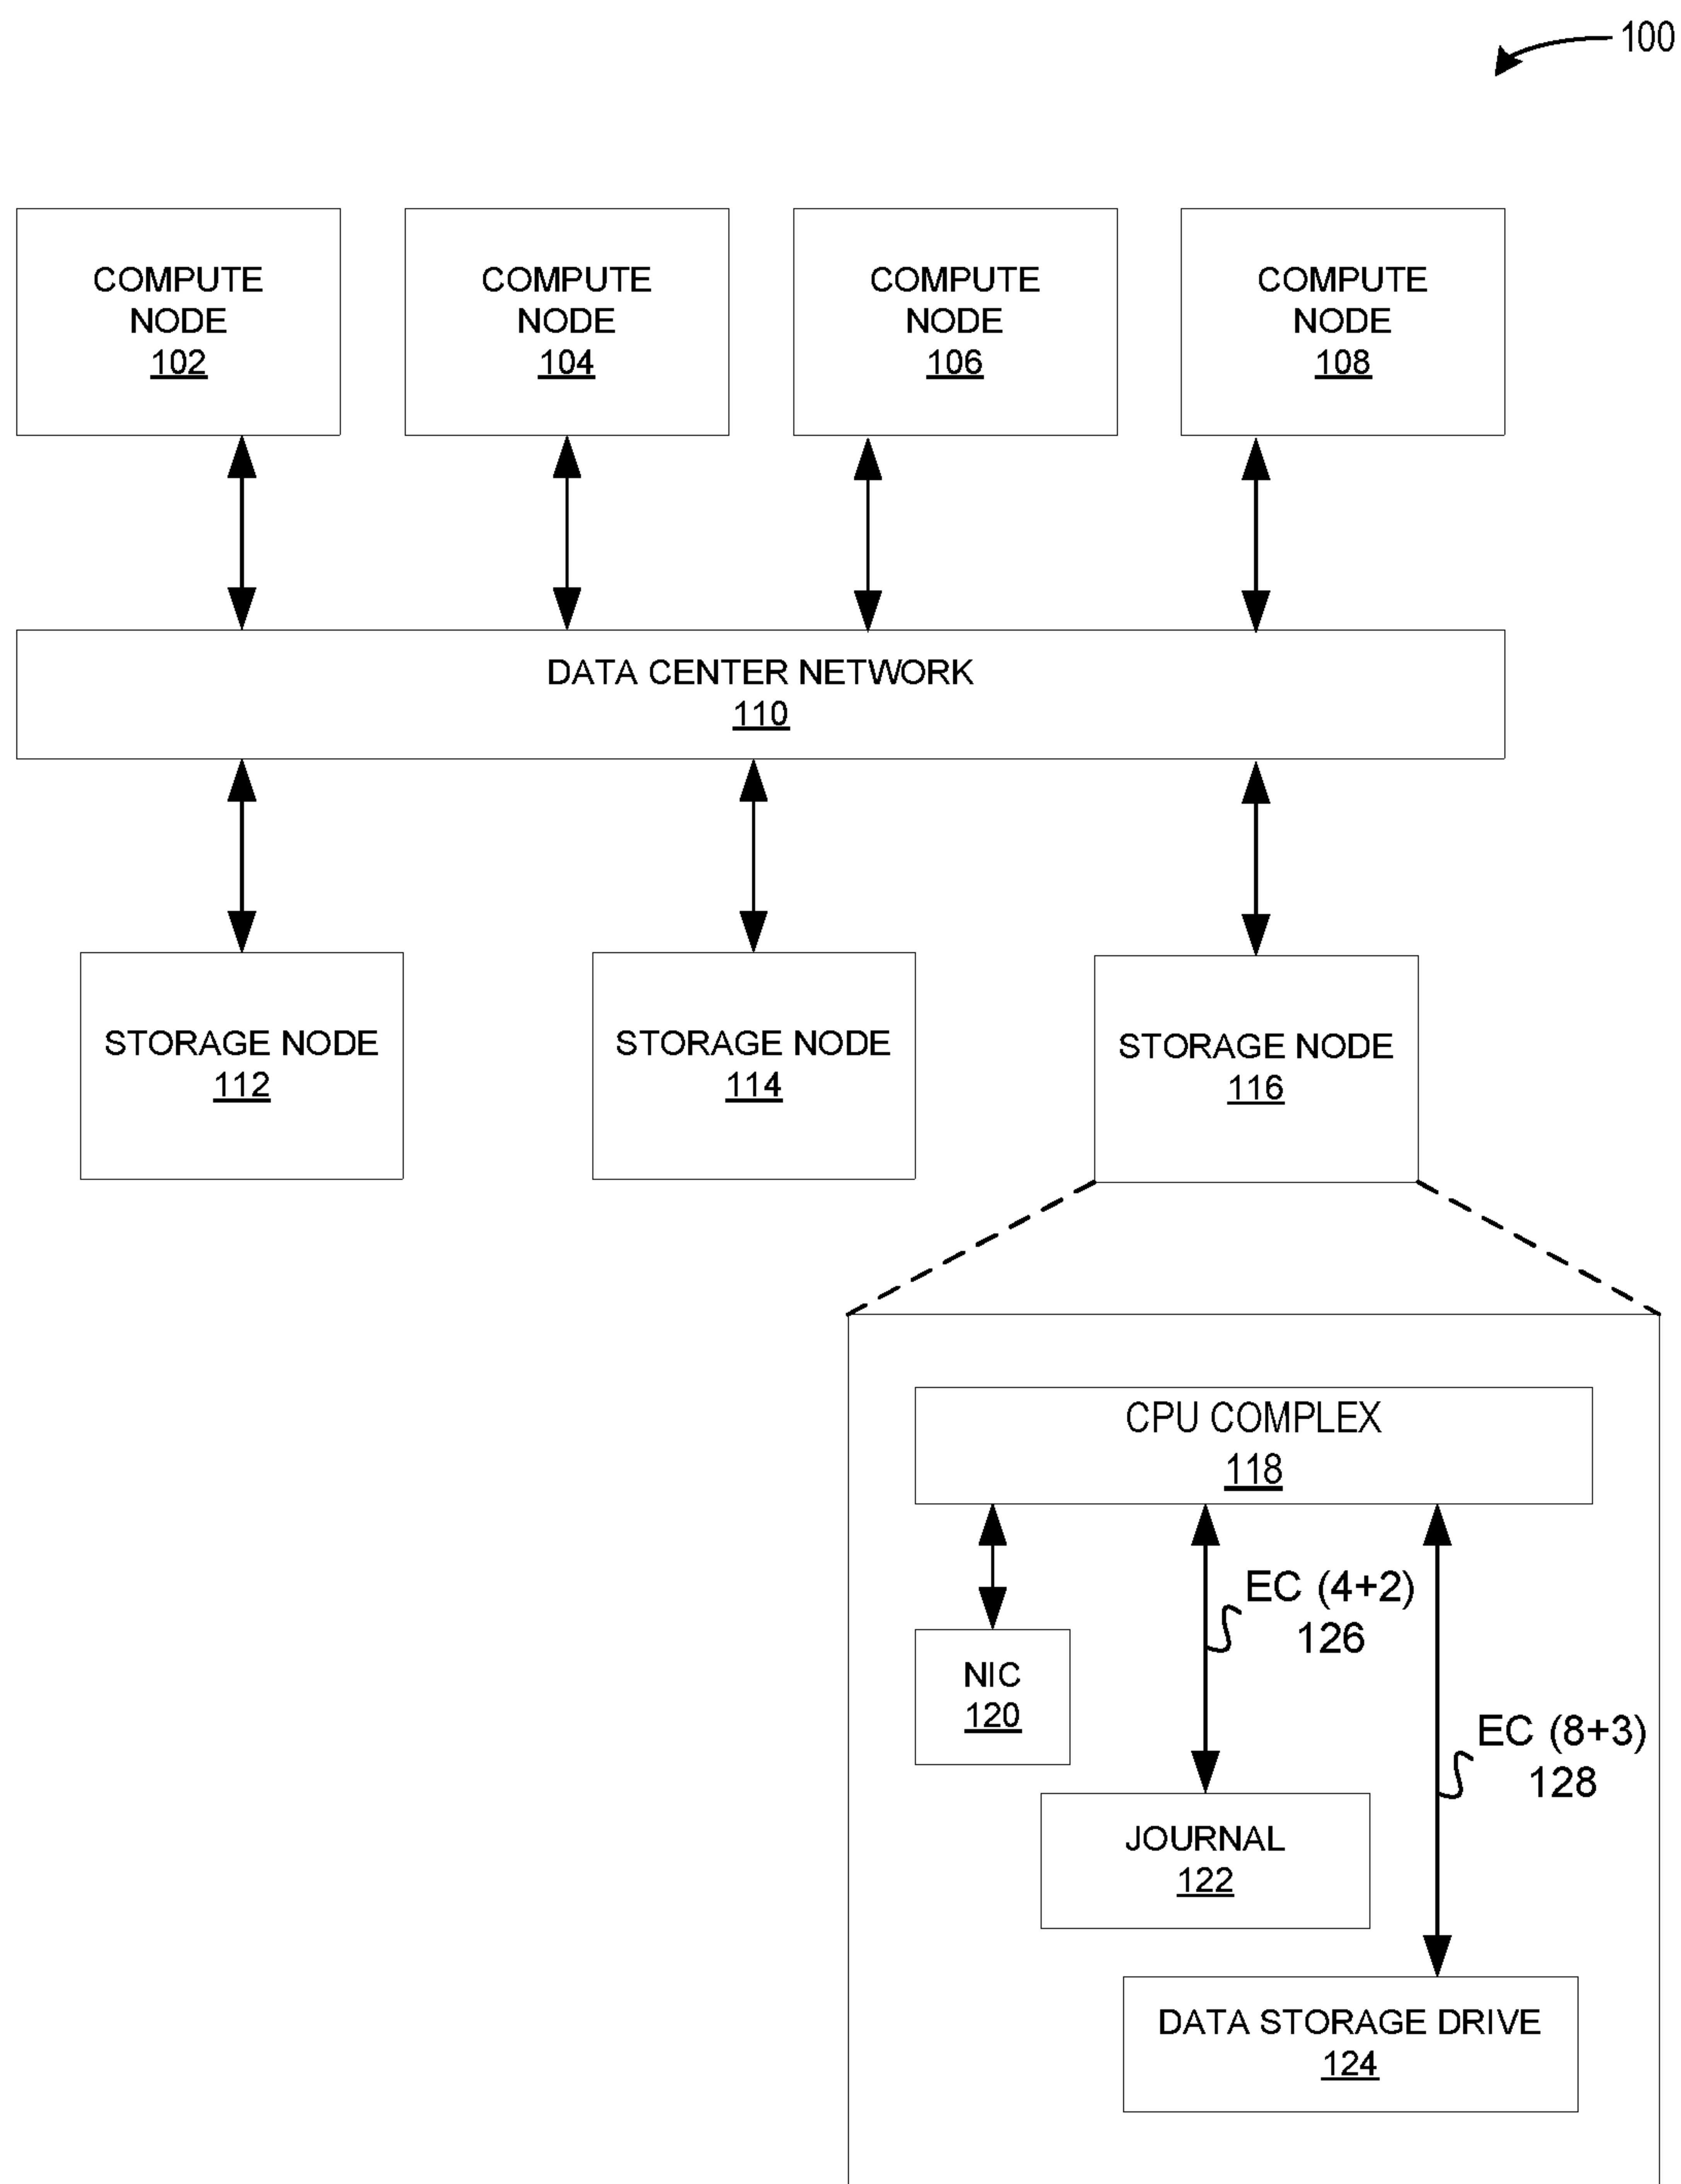 100
COMPUTE
NODE
102
COMPUTE
NODE
104
COMPUTE
NODE
106
COMPUTE
NODE
108
DATA CENTER NETWORK
110
STORAGE NODE
112
STORAGE NODE
114
STORAGE NODE
116
CPU COMPLEX
118
EC (4+2)
126
NIC
120
EC (8+3)
128
JOURNAL
122
DATA STORAGE DRIVE
124